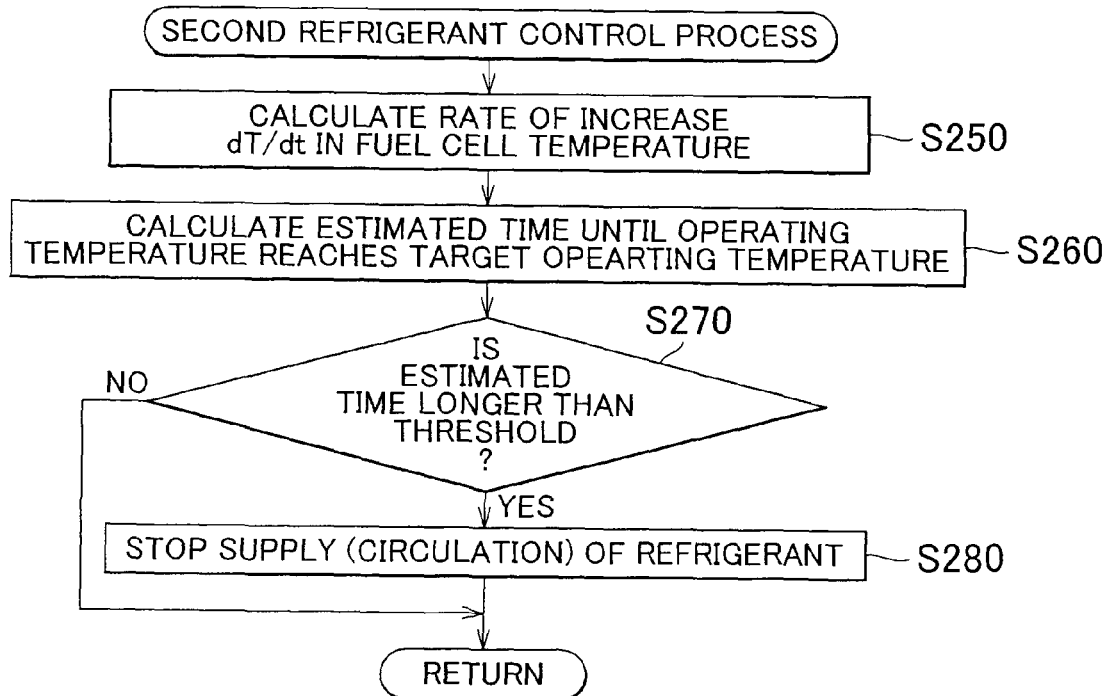 SECOND REFRIGERANT CONTROL PROCESS
CALCULATE RATE OF INCREASE
dT/dt IN FUEL CELL TEMPERATURE
S250
CALCULATE ESTIMATED TIME UNTIL OPERATING
TEMPERATURE REACHES TARGET OPEARTING TEMPERATURE
S260
S270
IS
ESTIMATED
TIME LONGER THAN
THRESHOLD
?
NO
YES
STOP SUPPLY (CIRCULATION) OF REFRIGERANT
S280
RETURN